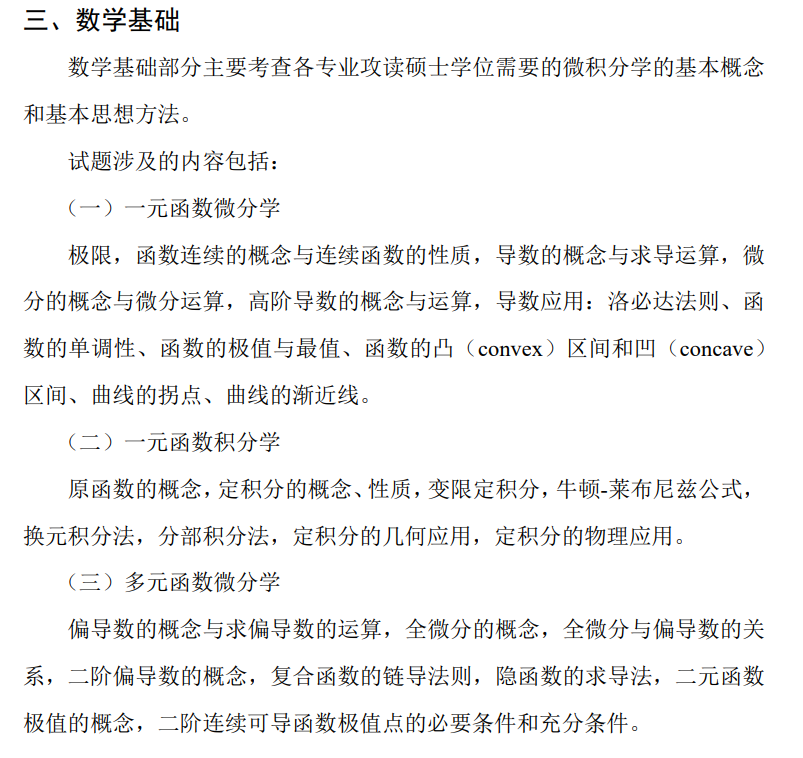 三、数学基础
数学基础部分主要考查各专业攻读硕士学位需要的微积分学的基本概念
和基本思想方法。
试题涉及的内容包括：
（一）一元函数微分学
极限，函数连续的概念与连续函数的性质，导数的概念与求导运算，微
分的概念与微分运算，高阶导数的概念与运算，导数应用：洛必达法则、函
数的单调性、函数的极值与最值、函数的凸（convex）区间和凹（concave）
区间、曲线的拐点、曲线的渐近线。
（二）一元函数积分学
原函数的概念，定积分的概念、性质，变限定积分，牛顿-莱布尼兹公式，
换元积分法，分部积分法，定积分的几何应用，定积分的物理应用。
（三）多元函数微分学
偏导数的概念与求偏导数的运算，全微分的概念，全微分与偏导数的关
系，二阶偏导数的概念，复合函数的链导法则，隐函数的求导法，二元函数
极值的概念，二阶连续可导函数极值点的必要条件和充分条件。